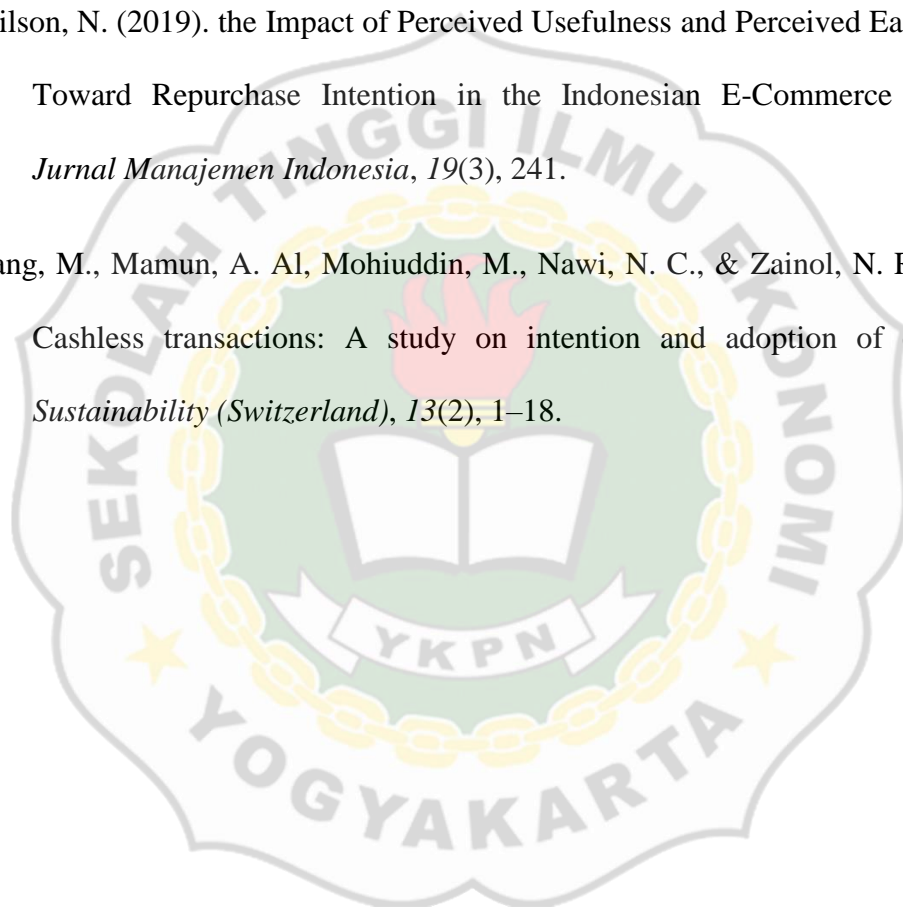 ilson, N. (2019). the Impact of Perceived Usefulness and Perceived Ea
Toward Repurchase Intention in the Indonesian E-Commerce
Jurnal Manajemen Indonesia, 19(3), 241.
ang, M., Mamun, A. Al, Mohiuddin, M., Nawi, N. C., & Zainol, N.
Cashless transactions: A study on intention and adoption of
Sustainability (Switzerland), 13(2), 1–18.
SEKOLAH TINGGI ILMU EKONOMI
YKPN
YOGYAKARTA